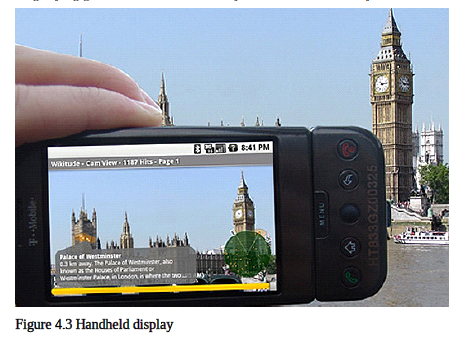 8:41 PM
Wikitude - Cam View - 1187 Hits - Page 1
Palace of Westminster
6.3 km away. The Palace of Westminster, also
known as the Houses of Parliament or
Westminster Palace, in London, is where the two
T-Mobile
MENU
HT833GZ00325
Figure 4.3 Handheld display